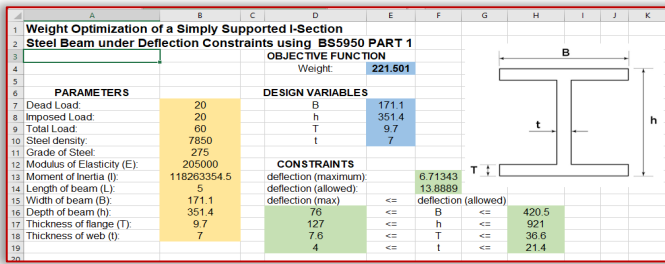 A B C D E F G H I J K
1 Weight Optimization of a Simply Supported I-Section
2 Steel Beam under Deflection Constraints using BS5950 PART 1
3 OBJECTIVE FUNCTION
4 Weight: 221.501
5
6 PARAMETERS DESIGN VARIABLES
7 Dead Load: 20 B 171.1
8 Imposed Load: 20 h 351.4
9 Total Load: 60 T 9.7
10 Steel density: 7850 t 7
11 Grade of Steel: 275
12 Modulus of Elasticity (E): 205000 CONSTRAINTS
13 Moment of Inertia (I): 118263354.5 deflection (maximum): 6.71343
14 Length of beam (L): 5 deflection (allowed): 13.8889
15 Width of beam (B): 171.1 deflection (max) <= deflection (allowed)
16 Depth of beam (h): 351.4 76 <= B <= 420.5
17 Thickness of flange (T): 9.7 127 <= h <= 921
18 Thickness of web (t): 7 7.6 <= T <= 36.6
19 4 <= t <= 21.4
20
B
h
t
T